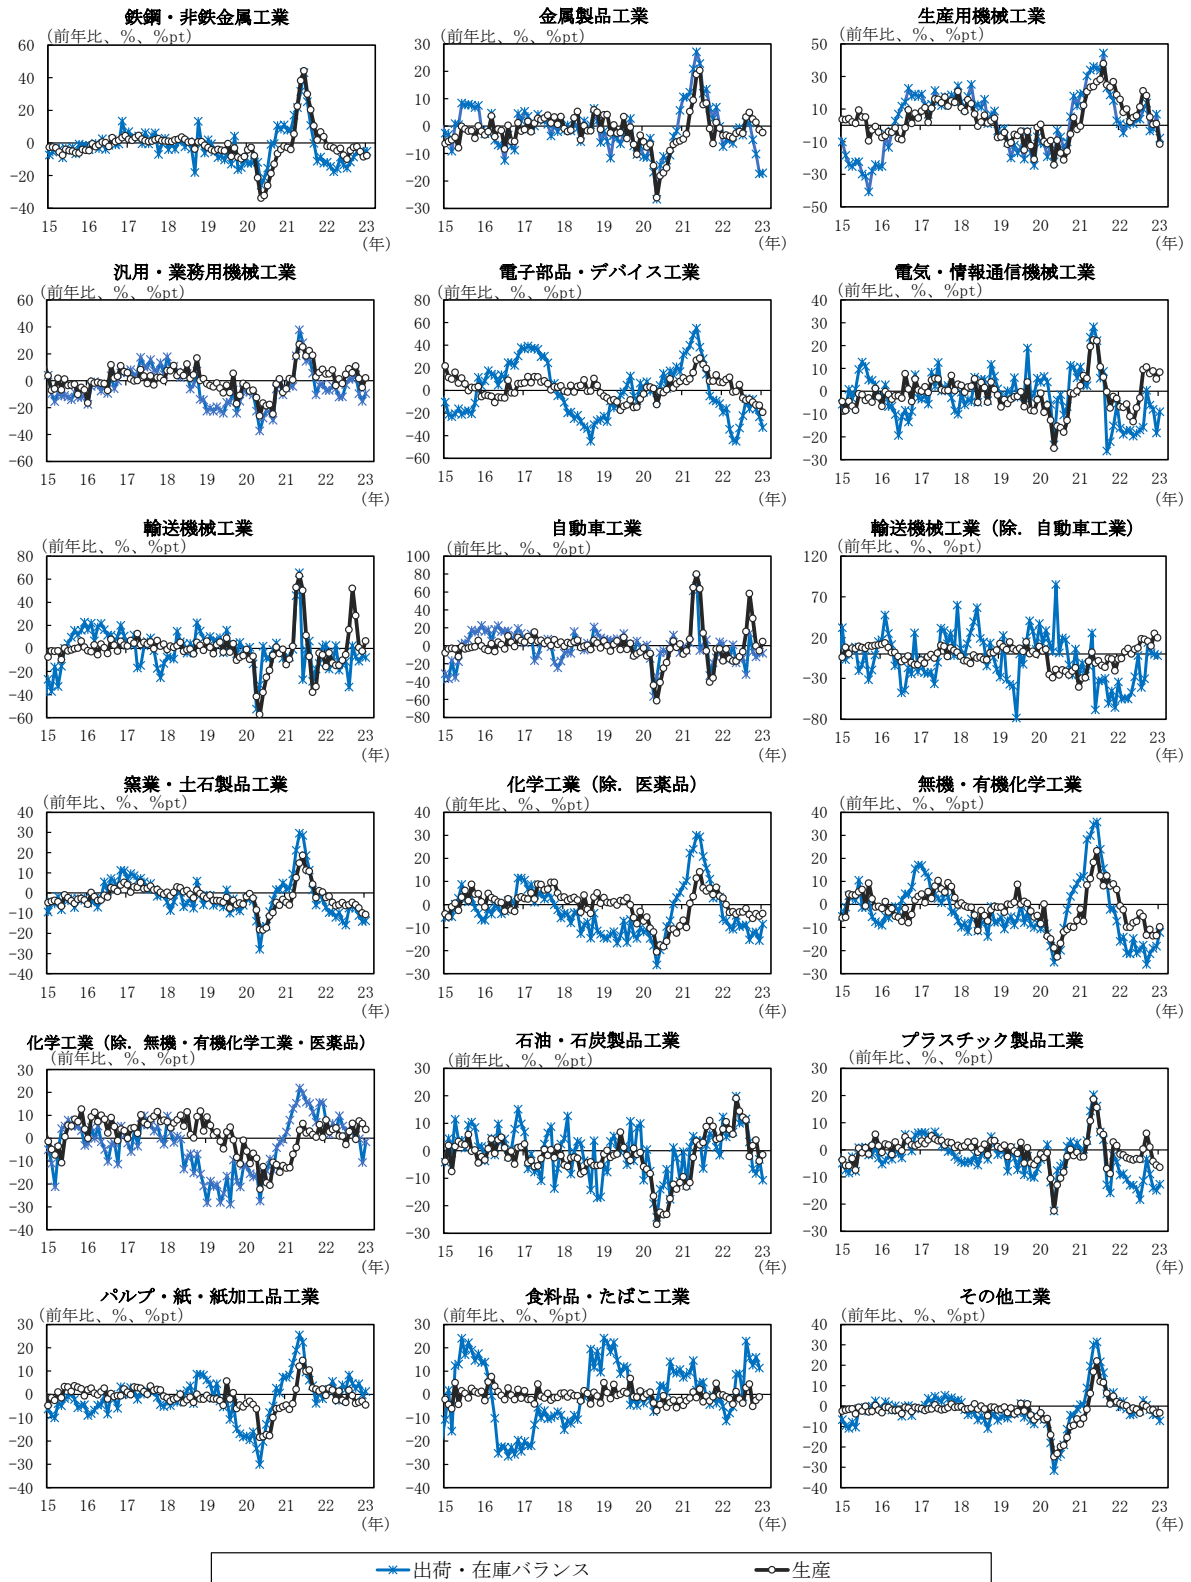 鉄鋼・非鉄金属工業
(前年比、%、%pt)
60
40
20
0
−20
−40
15 16 17 18 19 20 21 22 23
(年)
金属製品工業
(前年比、%、%pt)
30
20
10
0
−10
−20
−30
15 16 17 18 19 20 21 22 23
(年)
生産用機械工業
(前年比、%、%pt)
50
30
10
−10
−30
−50
15 16 17 18 19 20 21 22 23
(年)
汎用・業務用機械工業
(前年比、%、%pt)
60
40
20
0
−20
−40
−60
15 16 17 18 19 20 21 22 23
(年)
電子部品・デバイス工業
(前年比、%、%pt)
80
60
40
20
0
−20
−40
−60
15 16 17 18 19 20 21 22 23
(年)
電気・情報通信機械工業
(前年比、%、%pt)
40
30
20
10
0
−10
−20
−30
15 16 17 18 19 20 21 22 23
(年)
輸送機械工業
(前年比、%、%pt)
80
60
40
20
0
−20
−40
−60
15 16 17 18 19 20 21 22 23
(年)
自動車工業
(前年比、%、%pt)
100
80
60
40
20
0
−20
−40
−60
−80
15 16 17 18 19 20 21 22 23
(年)
輸送機械工業（除．自動車工業）
(前年比、%、%pt)
120
70
20
−30
−80
15 16 17 18 19 20 21 22 23
(年)
窯業・土石製品工業
(前年比、%、%pt)
40
30
20
10
0
−10
−20
−30
−40
15 16 17 18 19 20 21 22 23
(年)
化学工業（除．医薬品）
(前年比、%、%pt)
40
30
20
10
0
−10
−20
−30
15 16 17 18 19 20 21 22 23
(年)
無機・有機化学工業
(前年比、%、%pt)
40
30
20
10
0
−10
−20
−30
15 16 17 18 19 20 21 22 23
(年)
化学工業（除．無機・有機化学工業・医薬品）
(前年比、%、%pt)
30
20
10
0
−10
−20
−30
−40
15 16 17 18 19 20 21 22 23
(年)
石油・石炭製品工業
(前年比、%、%pt)
30
20
10
0
−10
−20
−30
15 16 17 18 19 20 21 22 23
(年)
プラスチック製品工業
(前年比、%、%pt)
30
20
10
0
−10
−20
−30
15 16 17 18 19 20 21 22 23
(年)
パルプ・紙・紙加工品工業
(前年比、%、%pt)
30
20
10
0
−10
−20
−30
−40
15 16 17 18 19 20 21 22 23
(年)
食料品・たばこ工業
(前年比、%、%pt)
30
20
10
0
−10
−20
−30
−40
15 16 17 18 19 20 21 22 23
(年)
その他工業
(前年比、%、%pt)
40
30
20
10
0
−10
−20
−30
−40
15 16 17 18 19 20 21 22 23
(年)
出荷・在庫バランス 生産